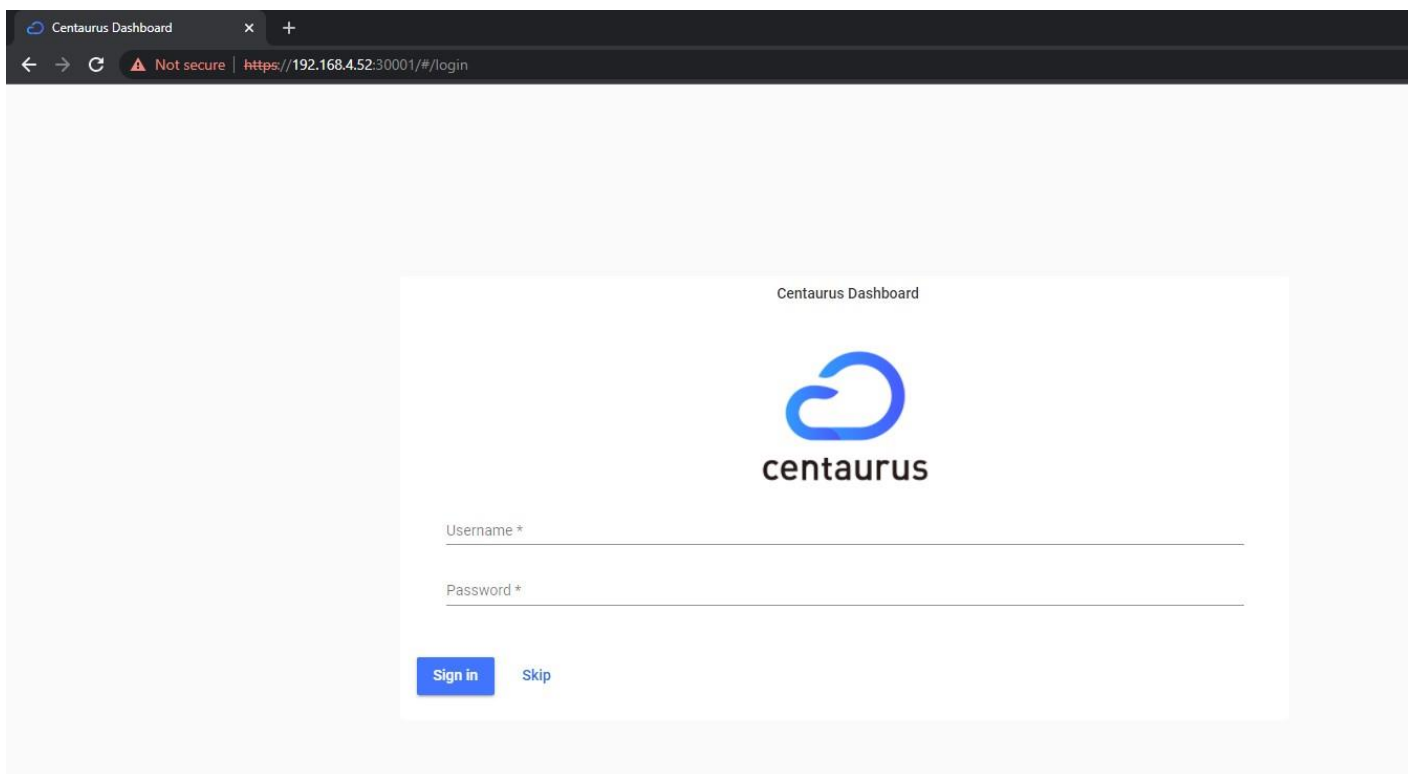 Centaurus Dashboard
Not secure | https://192.168.4.52:30001/#/login
Centaurus Dashboard
centaurus
Username *
Password *
Sign in Skip